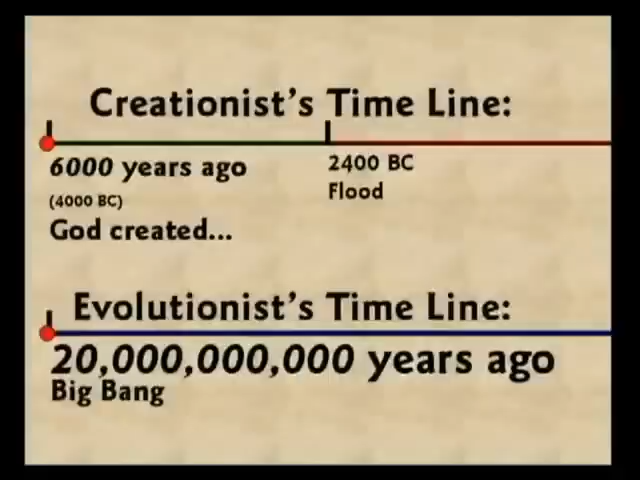 Creationist's Time Line:
6000 years ago
(4000 BC)
God created...
2400 BC
Flood
Evolutionist's Time Line:
20,000,000,000 years ago
Big Bang